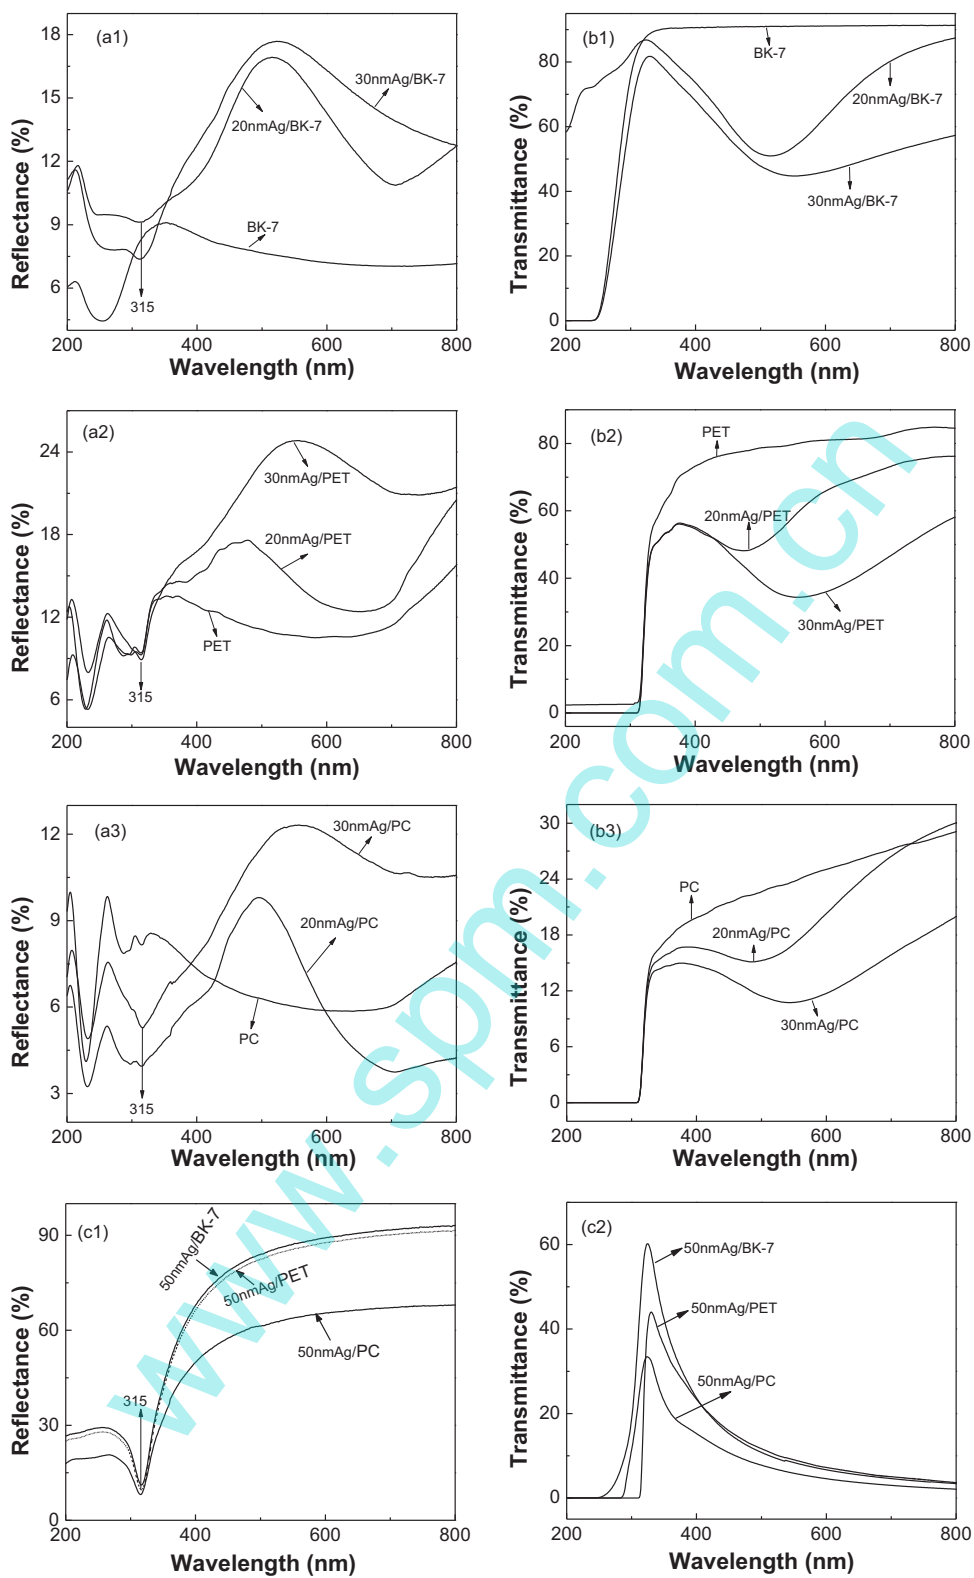 (a1)
18
15
12
9
6
Reflectance (%)
30nmAg/BK-7
20nmAg/BK-7
BK-7
315
200 400 600 800
Wavelength (nm)
(b1)
80
60
40
20
0
Transmittance (%)
BK-7
20nmAg/BK-7
30nmAg/BK-7
200 400 600 800
Wavelength (nm)
(a2)
24
18
12
6
Reflectance (%)
30nmAg/PET
20nmAg/PET
PET
315
200 400 600 800
Wavelength (nm)
(b2)
80
60
40
20
0
Transmittance (%)
PET
20nmAg/PET
30nmAg/PET
200 400 600 800
Wavelength (nm)
(a3)
12
9
6
3
Reflectance (%)
30nmAg/PC
20nmAg/PC
PC
315
200 400 600 800
Wavelength (nm)
(b3)
30
24
18
12
6
0
Transmittance (%)
PC
20nmAg/PC
30nmAg/PC
200 400 600 800
Wavelength (nm)
(c1)
90
60
30
0
Reflectance (%)
50nmAg/BK-7
50nmAg/PET
50nmAg/PC
315
200 400 600 800
Wavelength (nm)
(c2)
60
40
20
0
Transmittance (%)
50nmAg/BK-7
50nmAg/PET
50nmAg/PC
200 400 600 800
Wavelength (nm)
www.spm.com.cn